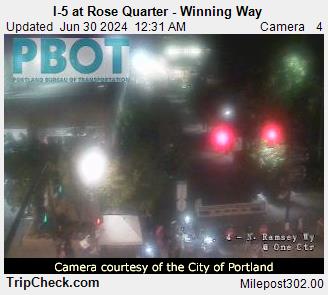 I-5 at Rose Quarter - Winning Way
Updated Jun 30 2024 12:31 AM Camera 4
PBOT
PORTLAND BUREAU OF TRANSPORTATION
4 - N. Ramsey Wy
@ One Ctr
Camera courtesy of the City of Portland
TripCheck.com Milepost302.00